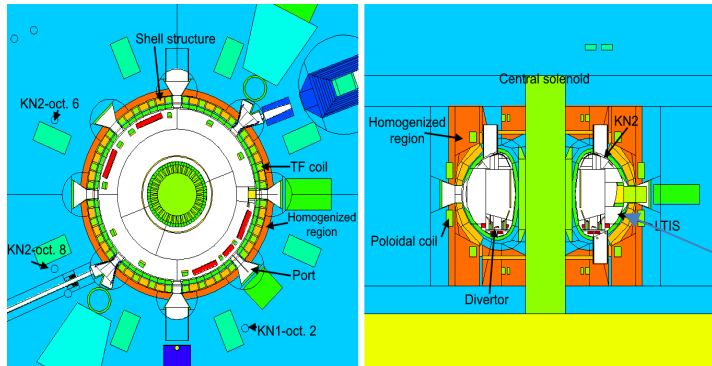 Shell structure
KN2-oct. 6
TF coil
Homogenized
region
KN2-oct. 8
Port
KN1-oct. 2
Central solenoid
Homogenized
region
KN2
Poloidal coil
LTIS
Divertor